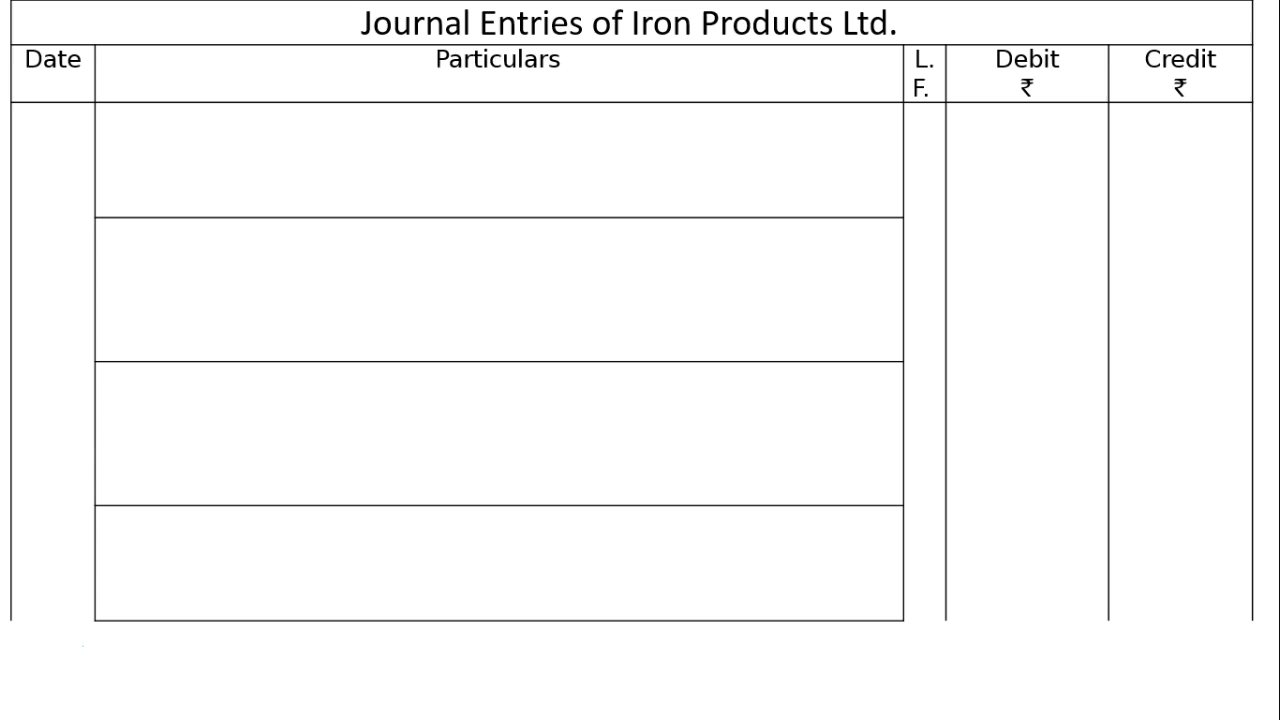 Journal Entries of Iron Products Ltd.
Date Particulars L. Debit Credit
F. ₹ ₹